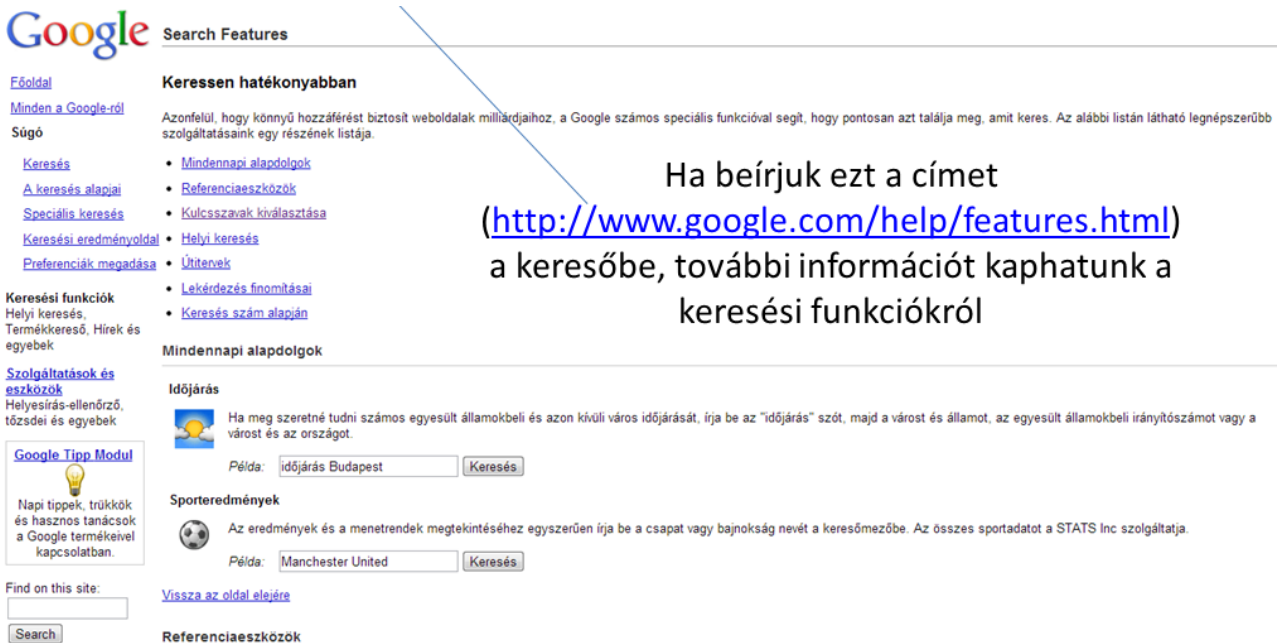 Google Search Features
Főoldal
Minden a Google-ról
Súgó
Keresés
A keresés alapjai
Speciális keresés
Keresési eredményoldal
Preferenciák megadása
Keresési funkciók
Helyi keresés,
Termékkereső, Hírek és
egyebek
Szolgáltatások és
eszközök
Helyesírás-ellenőrző,
tőzsdei és egyebek
Google Tipp Modul
Napi tippek, trükkök
és hasznos tanácsok
a Google termékeivel
kapcsolatban.
Find on this site:
Search
Keressen hatékonyabban
Azonfelül, hogy könnyű hozzáférést biztosít weboldalak milliárdjaihoz, a Google számos speciális funkcióval segít, hogy pontosan azt találja meg, amit keres. Az alábbi listán látható legnépszerűbb
szolgáltatásaink egy részének listája.
• Mindennapi alapdolgok
• Referenciaeszközök
• Kulcsszavak kiválasztása
• Helyi keresés
• Útitervek
• Lekérdezés finomításai
• Keresés szám alapján
Ha beírjuk ezt a címet
(http://www.google.com/help/features.html)
a keresőbe, további információt kaphatunk a
keresési funkciókról
Mindennapi alapdolgok
Időjárás
Ha meg szeretné tudni számos egyesült államokbeli és azon kívüli város időjárását, írja be az "időjárás" szót, majd a várost és államot, az egyesült államokbeli irányítószámot vagy a
várost és az országot.
Példa: időjárás Budapest Keresés
Sporteredmények
Az eredmények és a menetrendek megtekintéséhez egyszerűen írja be a csapat vagy bajnokság nevét a keresőmezőbe. Az összes sportadatot a STATS Inc szolgáltatja.
Példa: Manchester United Keresés
Vissza az oldal elejére
Referenciaeszközök